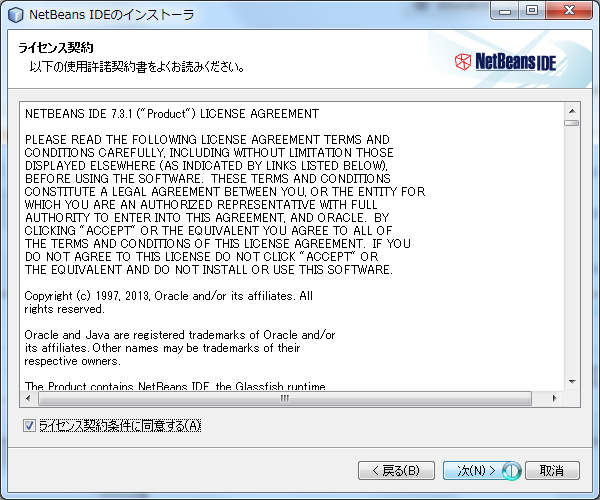 NetBeans IDEのインストーラ
ライセンス契約
以下の使用許諾契約書をよくお読みください。
NetBeans IDE
NETBEANS IDE 7.3.1 ("Product") LICENSE AGREEMENT
PLEASE READ THE FOLLOWING LICENSE AGREEMENT TERMS AND
CONDITIONS CAREFULLY, INCLUDING WITHOUT LIMITATION THOSE
DISPLAYED ELSEWHERE (AS INDICATED BY LINKS LISTED BELOW),
BEFORE USING THE SOFTWARE. THESE TERMS AND CONDITIONS
CONSTITUTE A LEGAL AGREEMENT BETWEEN YOU, OR THE ENTITY FOR
WHICH YOU ARE AN AUTHORIZED REPRESENTATIVE WITH FULL
AUTHORITY TO ENTER INTO THIS AGREEMENT, AND ORACLE. BY
CLICKING "ACCEPT" OR THE EQUIVALENT YOU AGREE TO ALL OF
THE TERMS AND CONDITIONS OF THIS LICENSE AGREEMENT. IF YOU
DO NOT AGREE TO THIS LICENSE DO NOT CLICK "ACCEPT" OR
THE EQUIVALENT AND DO NOT INSTALL OR USE THIS SOFTWARE.
Copyright (c) 1997, 2013, Oracle and/or its affiliates. All
rights reserved.
Oracle and Java are registered trademarks of Oracle and/or
its affiliates. Other names may be trademarks of their
respective owners.
The Product contains NetBeans IDE, the Glassfish runtime
ライセンス契約条件に同意する(A)
< 戻る(B)
次(N) >
取消